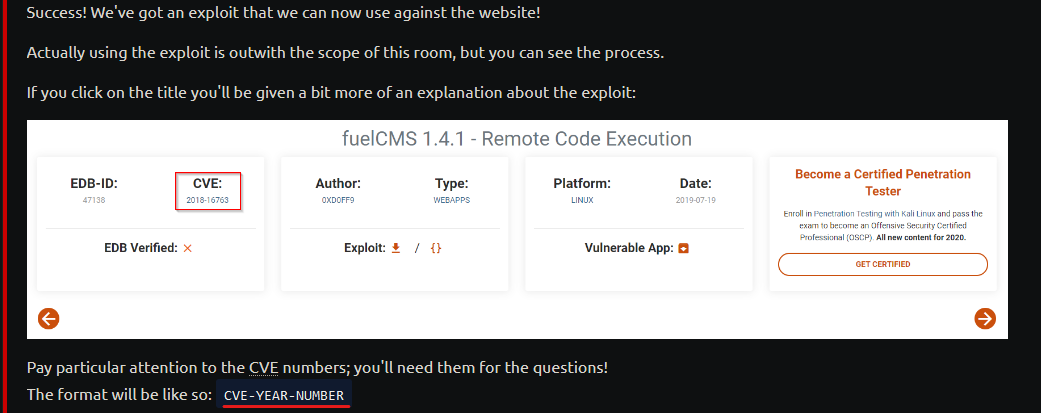 Success! We've got an exploit that we can now use against the website!
Actually using the exploit is outwith the scope of this room, but you can see the process.
If you click on the title you'll be given a bit more of an explanation about the exploit:
fuelCMS 1.4.1 - Remote Code Execution
EDB-ID:
47138
CVE:
2018-16763
EDB Verified:
Author:
0XD0FF9
Type:
WEBAPPS
Exploit: / {}
Platform:
LINUX
Date:
2019-07-19
Vulnerable App:
Become a Certified Penetration
Tester
Enroll in Penetration Testing with Kali Linux and pass the
exam to become an Offensive Security Certified
Professional (OSCP). All new content for 2020.
GET CERTIFIED
Pay particular attention to the CVE numbers; you'll need them for the questions!
The format will be like so: CVE-YEAR-NUMBER